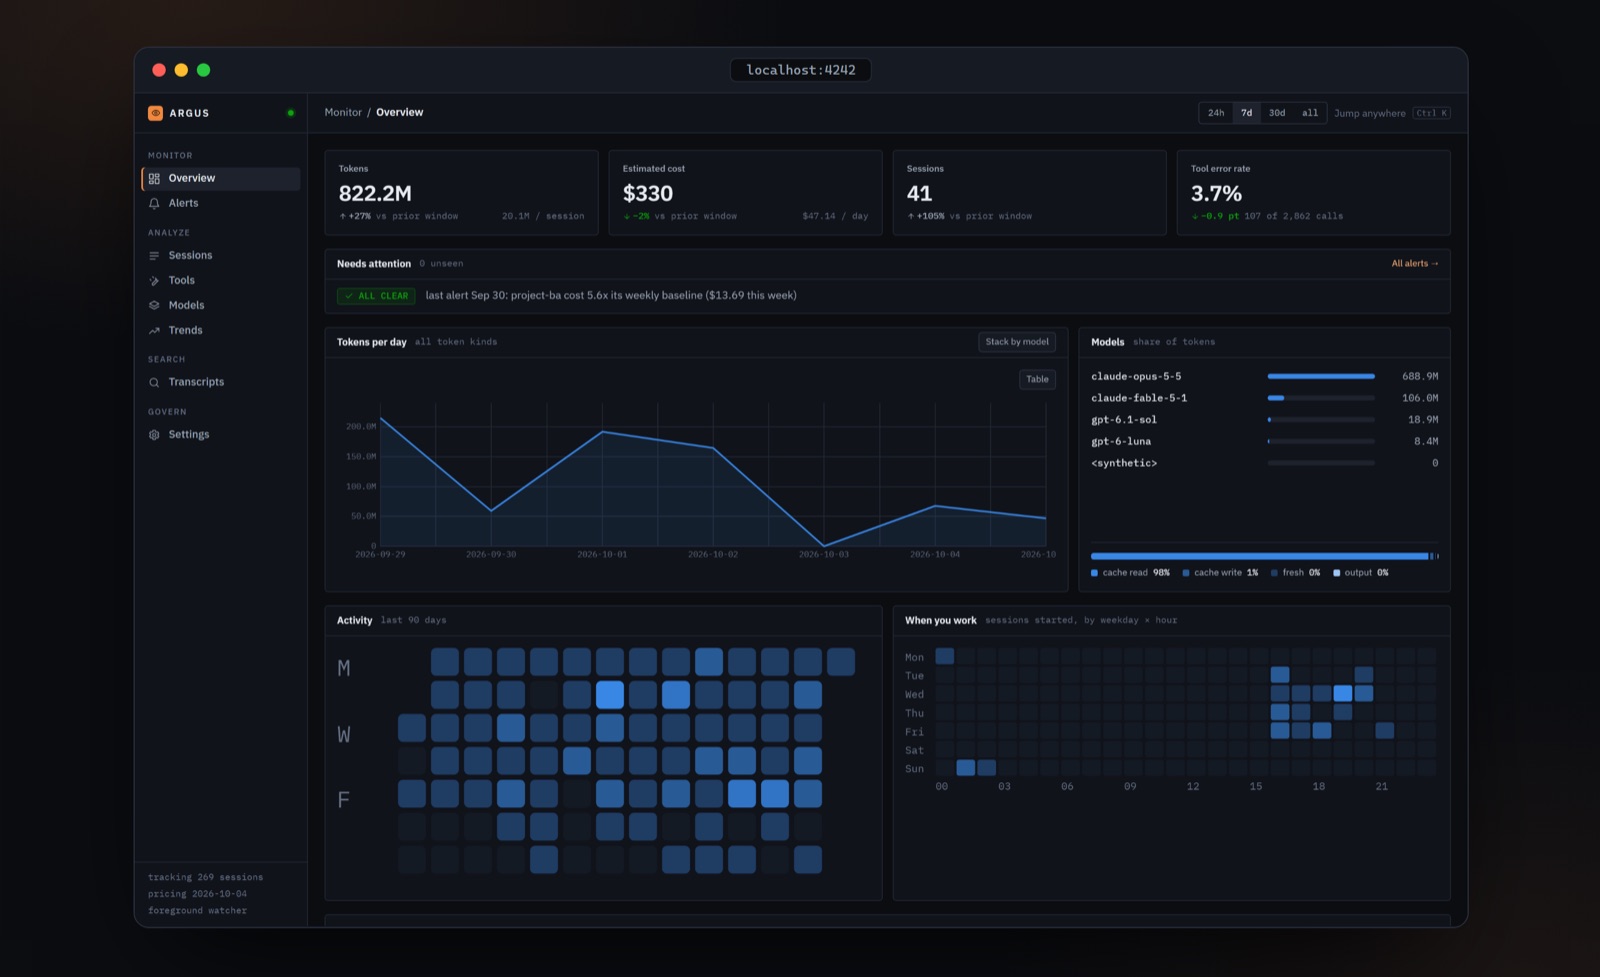 localhost:4242
ARGUS
Monitor / Overview
24h 7d 30d all Jump anywhere Ctrl K
MONITOR
Overview
Alerts
ANALYZE
Sessions
Tools
Models
Trends
SEARCH
Transcripts
GOVERN
Settings
tracking 269 sessions
pricing 2026-10-04
foreground watcher
Tokens
822.2M
↑+27% vs prior window 20.1M / session
Estimated cost
$330
↓-2% vs prior window $47.14 / day
Sessions
41
↑+105% vs prior window
Tool error rate
3.7%
↓-0.9 pt 107 of 2,862 calls
Needs attention 0 unseen All alerts →
✓ ALL CLEAR last alert Sep 30: project-ba cost 5.6x its weekly baseline ($13.69 this week)
Tokens per day all token kinds Stack by model
Table
200.0M
150.0M
100.0M
50.0M
0
2026-09-29 2026-09-30 2026-10-01 2026-10-02 2026-10-03 2026-10-04 2026-10
Models share of tokens
claude-opus-5-5 688.9M
claude-fable-5-1 106.0M
gpt-6.1-sol 18.9M
gpt-6-luna 8.4M
<synthetic> 0
cache read 98% cache write 1% fresh 0% output 0%
Activity last 90 days
M
W
F
When you work sessions started, by weekday × hour
Mon
Tue
Wed
Thu
Fri
Sat
Sun
00 03 06 09 12 15 18 21